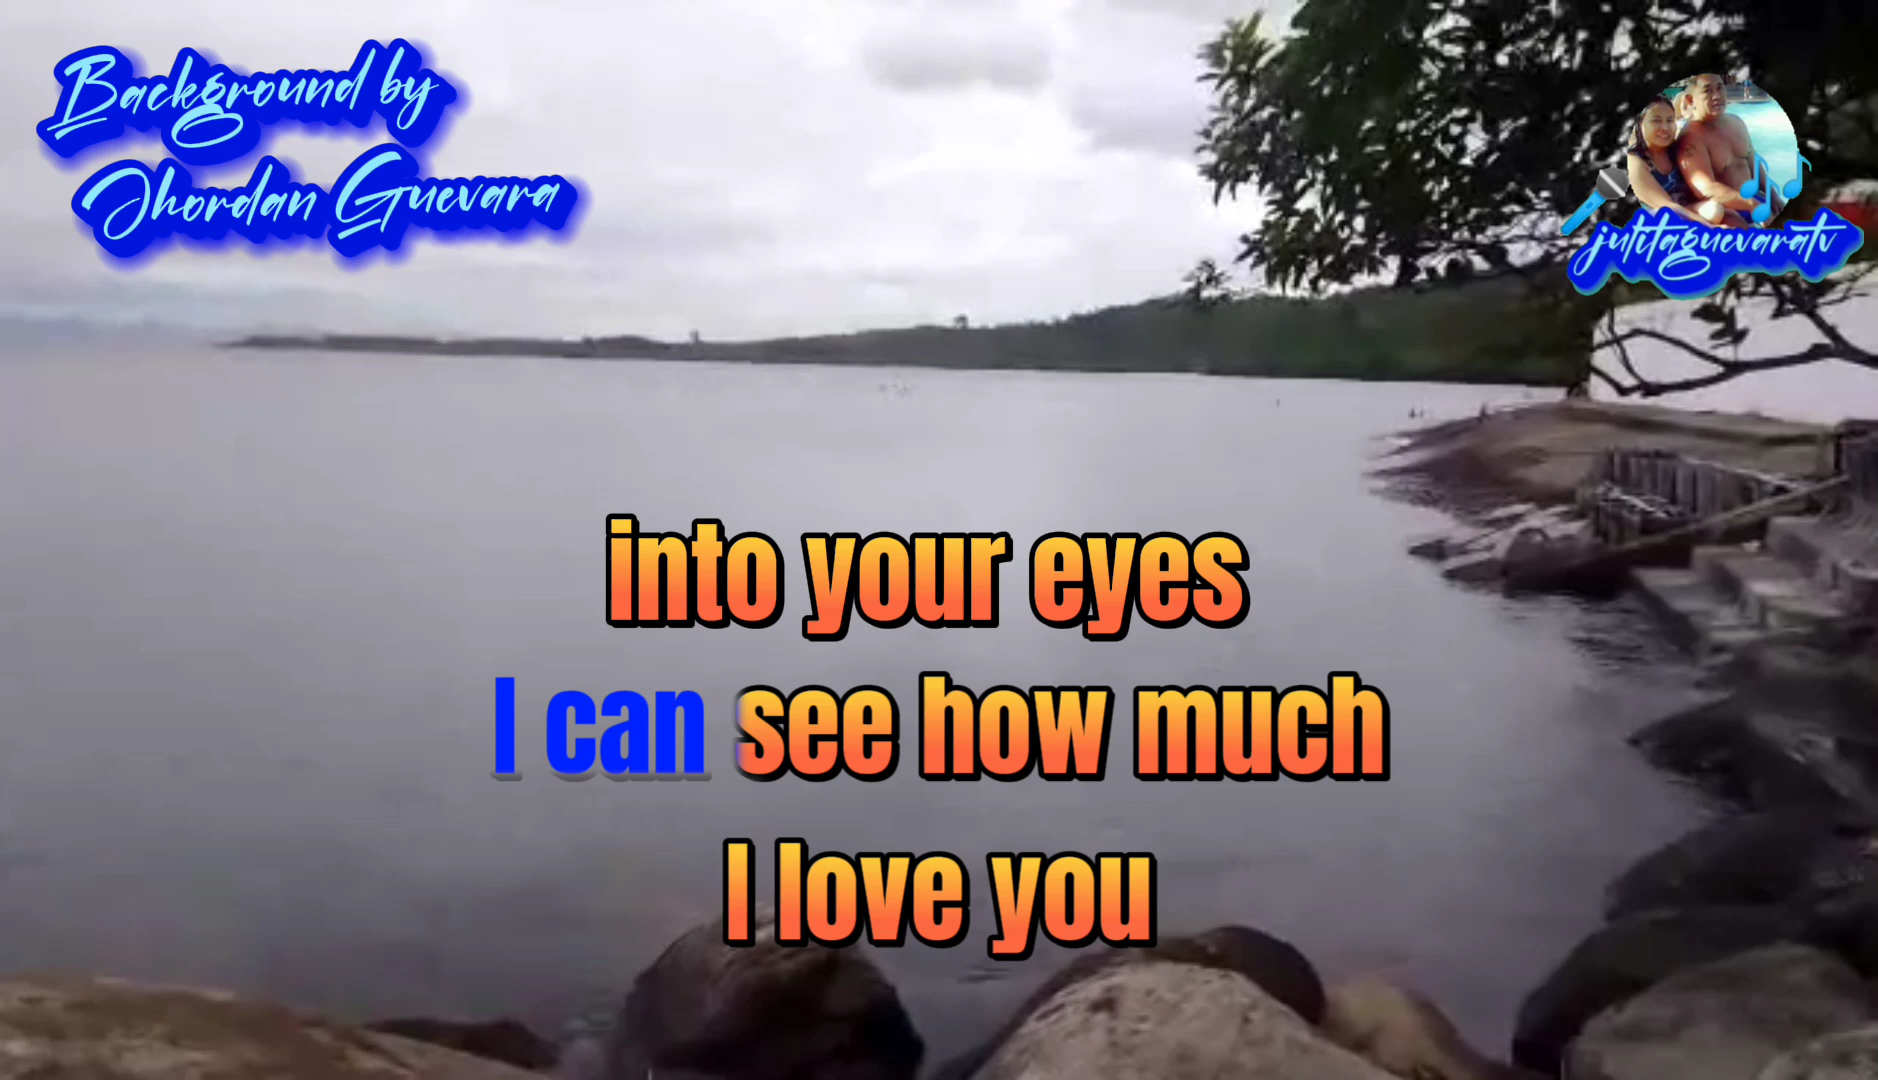 Background by
Jhordan Guevara
julitaguevaratv
into your eyes
I can see how much
I love you